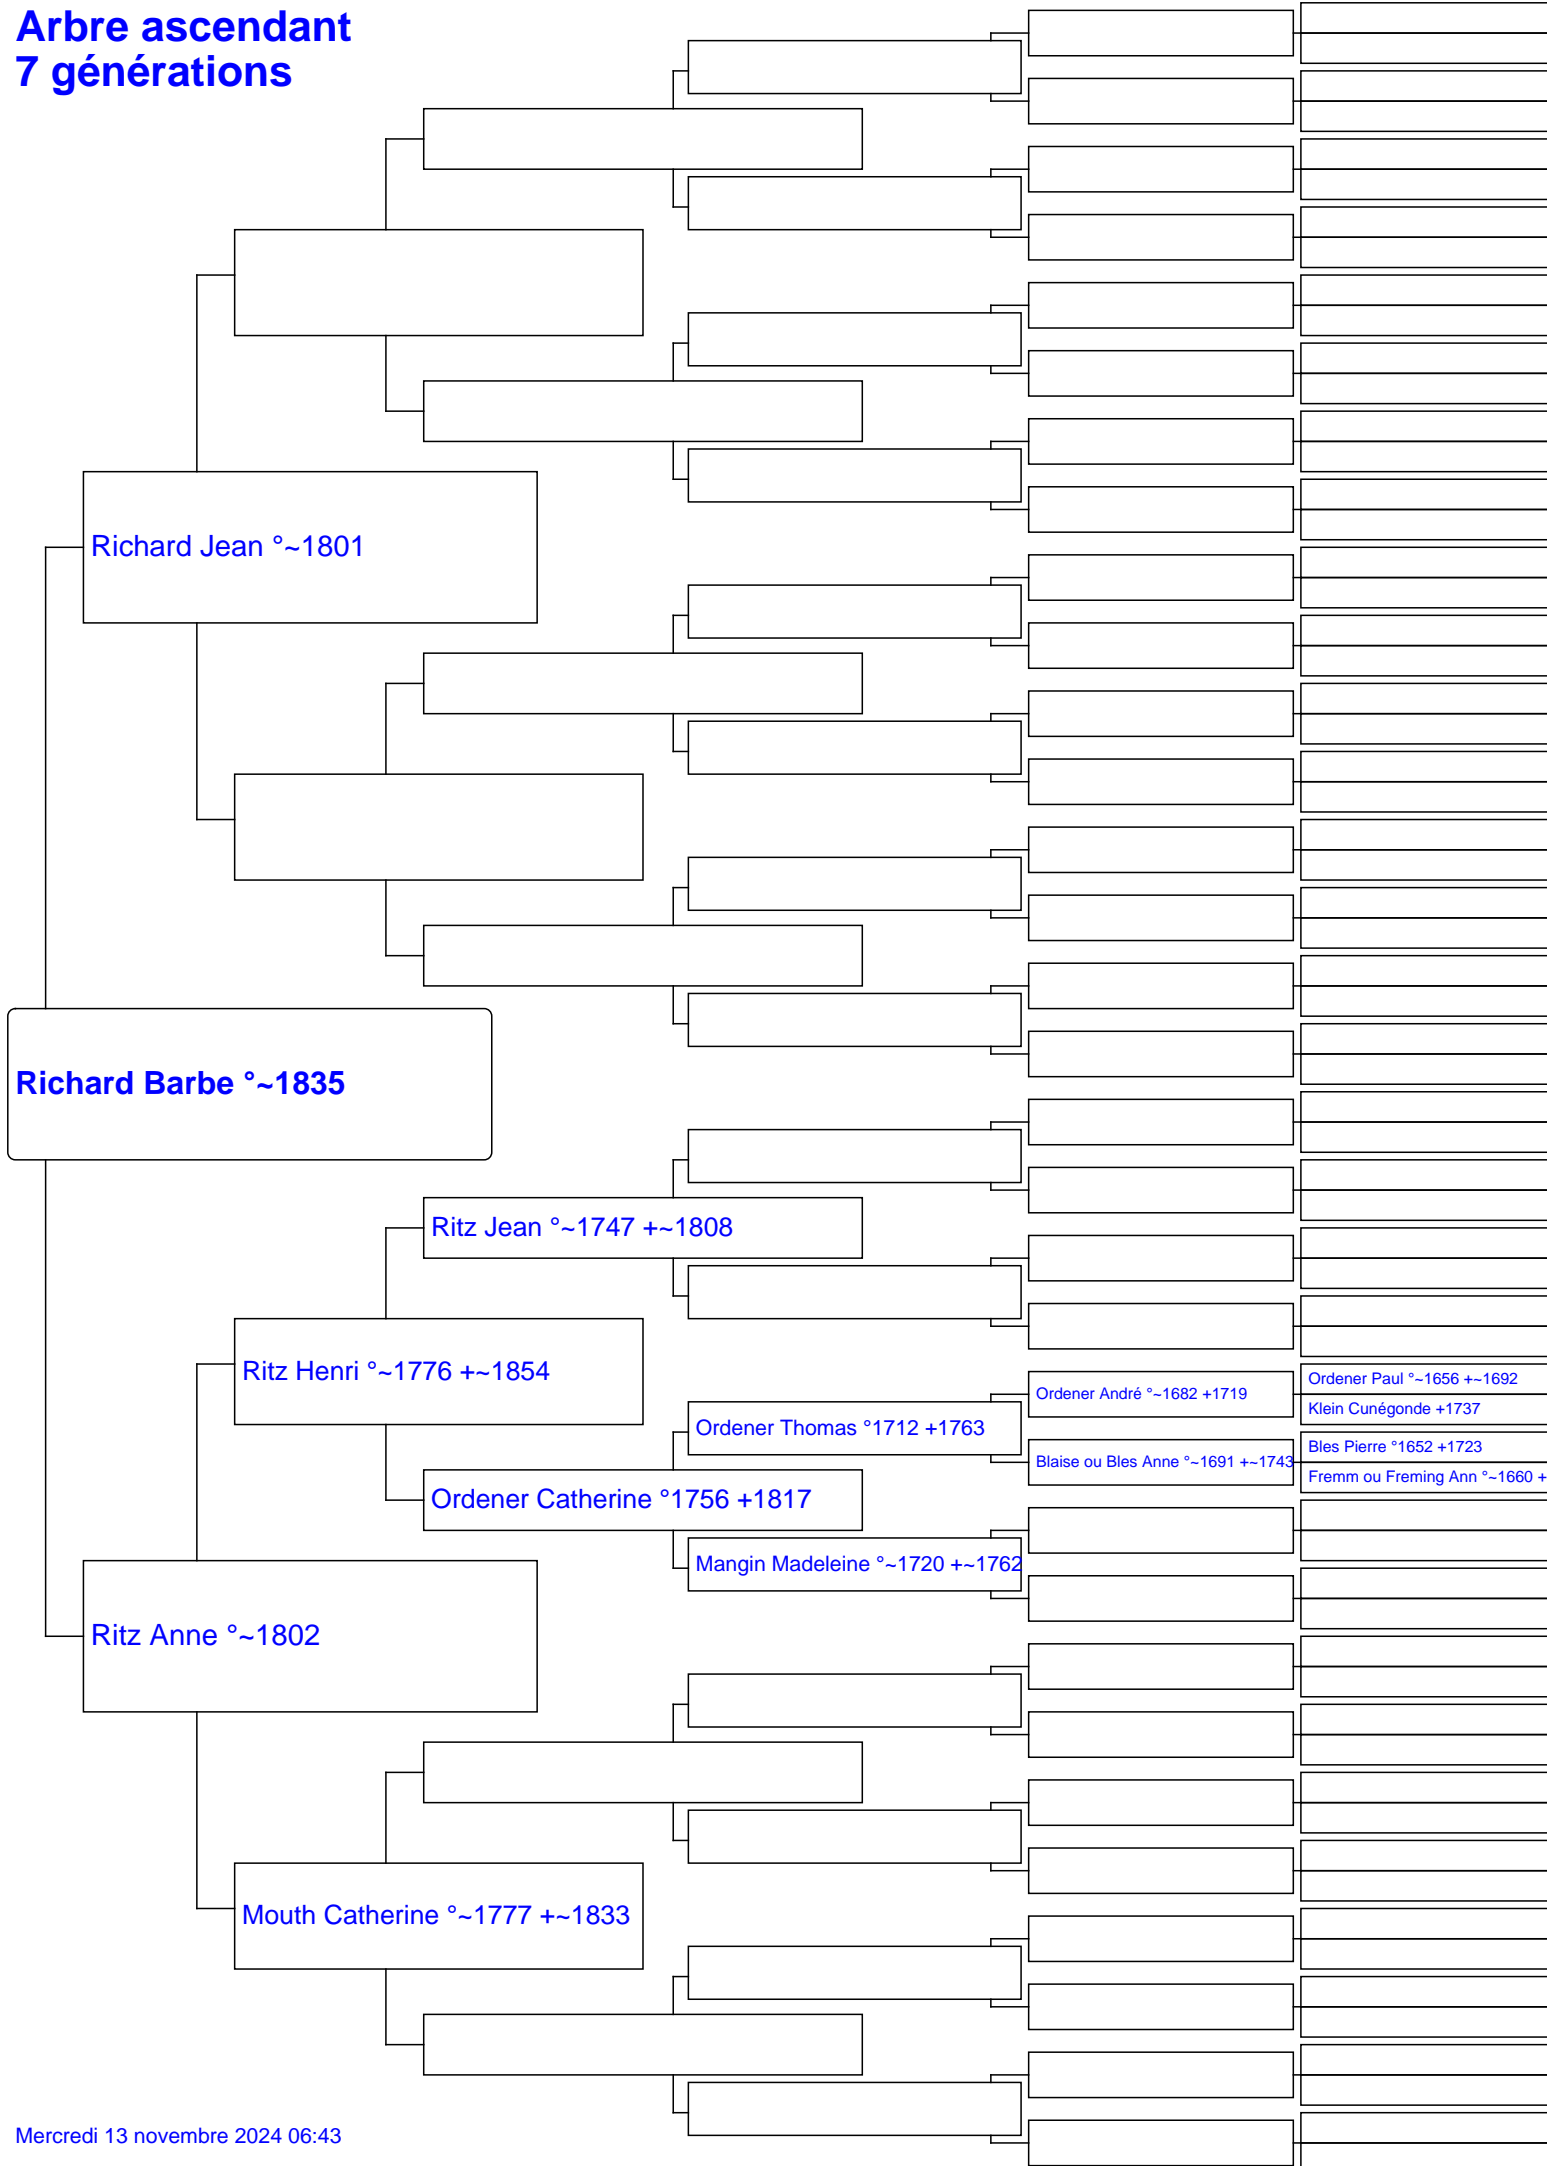 Arbre ascendant
7 générations
Richard Jean °~1801
Richard Barbe °~1835
Ritz Jean °~1747 +~1808
Ritz Henri °~1776 +~1854
Ordener Paul °~1656 +~1692
Ordener André °~1682 +1719
Klein Cunégonde +1737
Ordener Thomas °1712 +1763
Bles Pierre °1652 +1723
Blaise ou Bles Anne °~1691 +~1743
Fremm ou Freming Ann °~1660 +
Ordener Catherine °1756 +1817
Mangin Madeleine °~1720 +~1762
Ritz Anne °~1802
Mouth Catherine °~1777 +~1833
Mercredi 13 novembre 2024 06:43